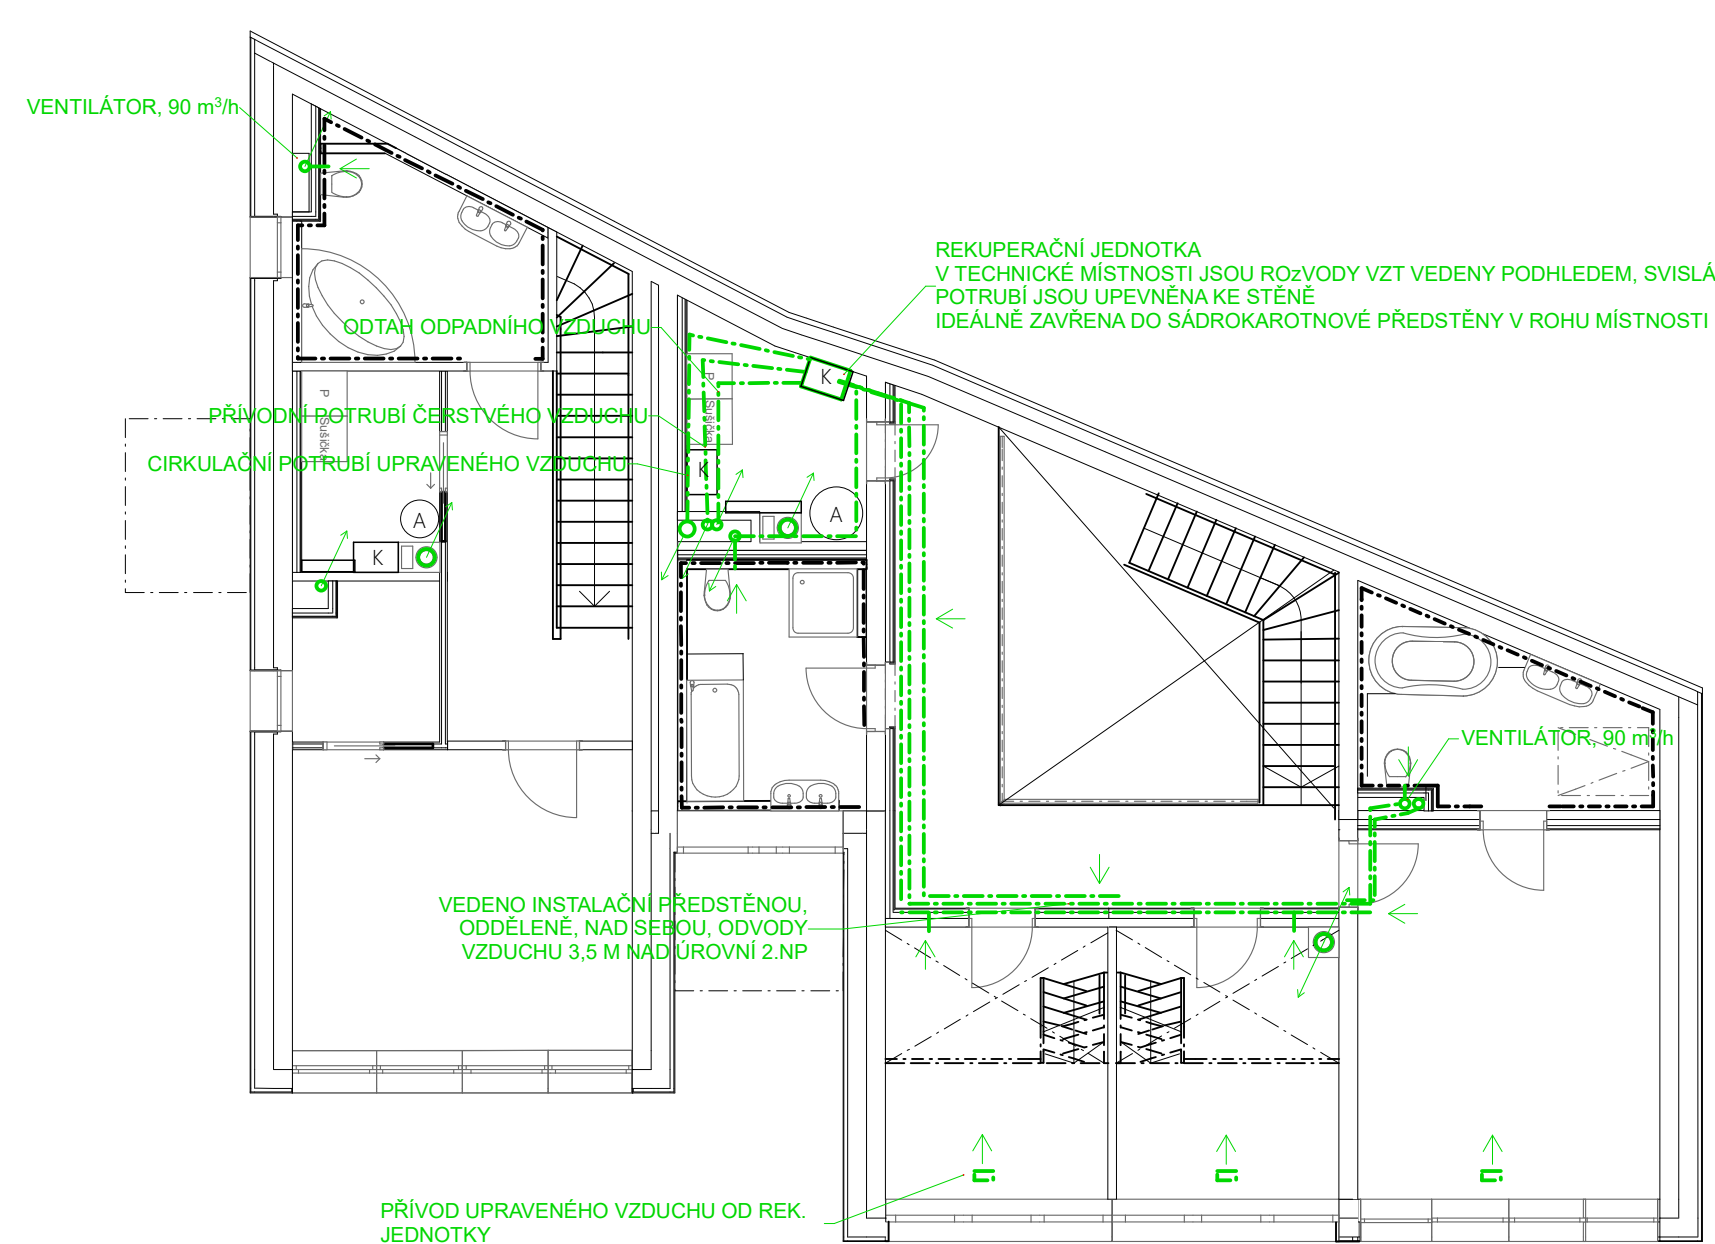 VENTILÁTOR, 90 m³/h
REKUPERAČNÍ JEDNOTKA
V TECHNICKÉ MÍSTNOSTI JSOU ROzVODY VZT VEDENY PODHLEDEM, SVISLÁ
POTRUBÍ JSOU UPEVNĚNA KE STĚNĚ
IDEÁLNĚ ZAVŘENA DO SÁDROKAROTNOVÉ PŘEDSTĚNY V ROHU MÍSTNOSTI
ODTAH ODPADNÍHO VZDUCHU
K
P
Sušička
P
Sušička
PŘÍVODNÍ POTRUBÍ ČERSTVÉHO VZDUCHU
CIRKULAČNÍ POTRUBÍ UPRAVENÉHO VZDUCHU
K
A
A
K
VENTILÁTOR, 90 m³/h
VEDENO INSTALAČNÍ PŘEDSTĚNOU,
ODDĚLENĚ, NAD SEBOU, ODVODY
VZDUCHU 3,5 M NAD ÚROVNÍ 2.NP
PŘÍVOD UPRAVENÉHO VZDUCHU OD REK.
JEDNOTKY